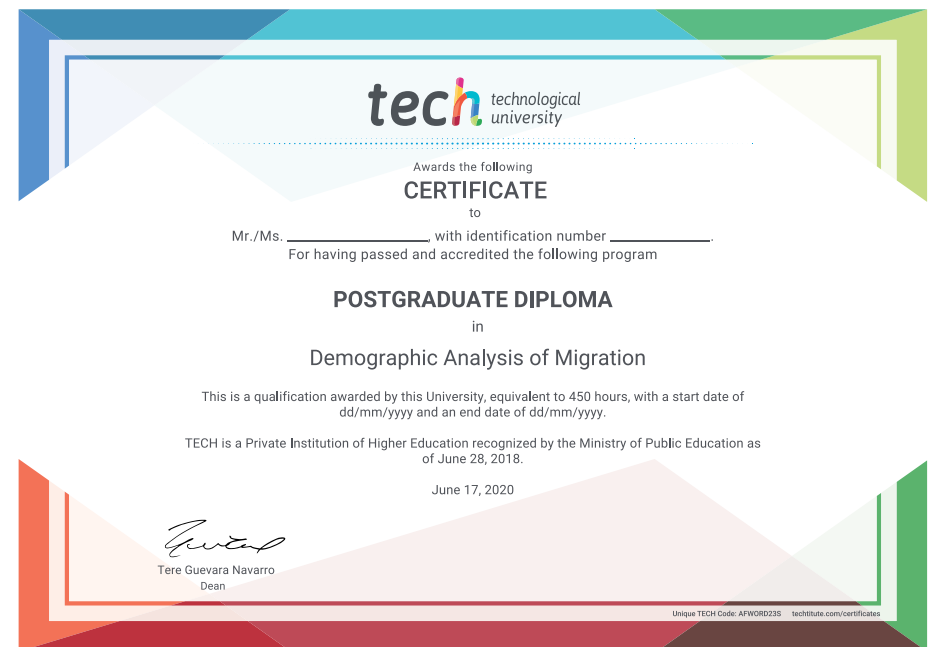 tech technological
university
Awards the following
CERTIFICATE
to
Mr./Ms. ____________________, with identification number ______________.
For having passed and accredited the following program
POSTGRADUATE DIPLOMA
in
Demographic Analysis of Migration
This is a qualification awarded by this University, equivalent to 450 hours, with a start date of
dd/mm/yyyy and an end date of dd/mm/yyyy.
TECH is a Private Institution of Higher Education recognized by the Ministry of Public Education as
of June 28, 2018.
June 17, 2020
Tere Guevara Navarro
Dean
Unique TECH Code: AFWORD23S techtitute.com/certificates